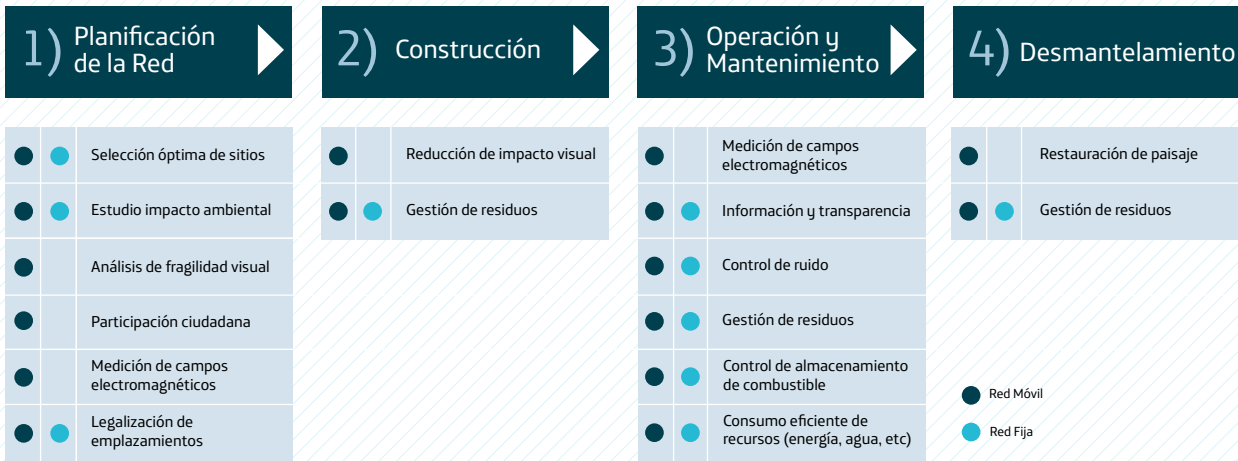 1) Planificación
de la Red
Selección óptima de sitios
Estudio impacto ambiental
Análisis de fragilidad visual
Participación ciudadana
Medición de campos
electromagnéticos
Legalización de
emplazamientos
2) Construcción
Reducción de impacto visual
Gestión de residuos
3) Operación y
Mantenimiento
Medición de campos
electromagnéticos
Información y transparencia
Control de ruido
Gestión de residuos
Control de almacenamiento
de combustible
Consumo eficiente de
recursos (energía, agua, etc)
4) Desmantelamiento
Restauración de paisaje
Gestión de residuos
Red Móvil
Red Fija